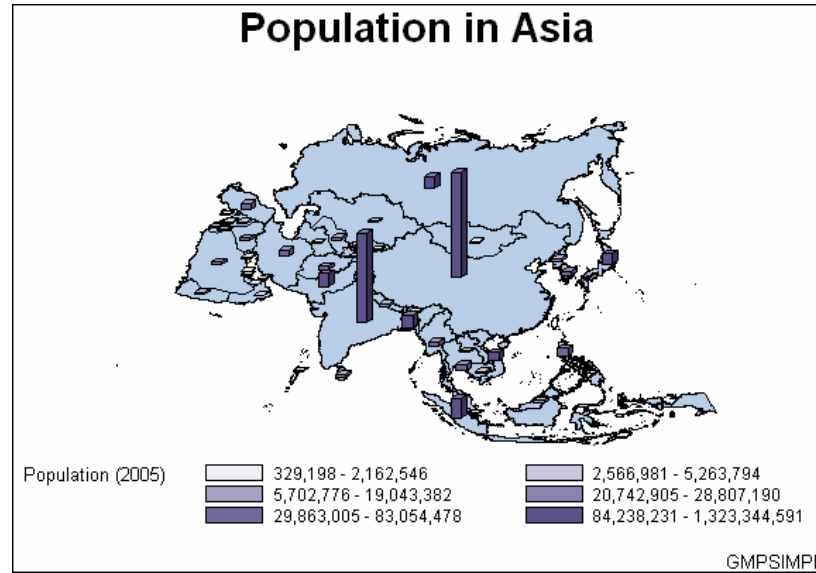 Population in Asia
Population (2005)
329,198 - 2,162,546
2,566,981 - 5,263,794
5,702,776 - 19,043,382
20,742,905 - 28,807,190
29,863,005 - 83,054,478
84,238,231 - 1,323,344,591
GMPSIMPL